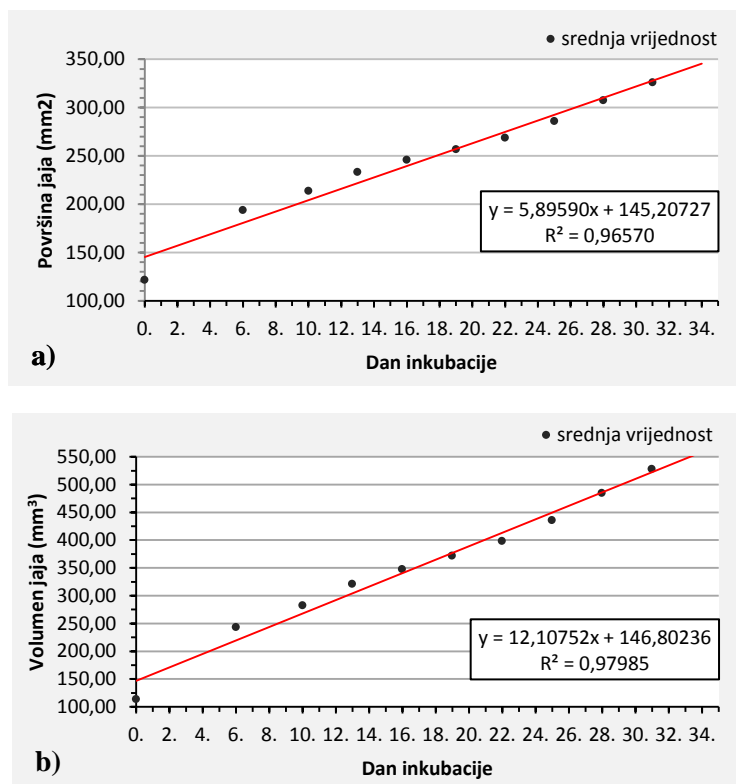 • srednja vrijednost
350,00
300,00
250,00
200,00
150,00
100,00
Površina jaja (mm2)
y = 5,89590x + 145,20727
R² = 0,96570
0. 2. 4. 6. 8. 10. 12. 14. 16. 18. 20. 22. 24. 26. 28. 30. 32. 34.
a)
Dan inkubacije
• srednja vrijednost
550,00
500,00
450,00
400,00
350,00
300,00
250,00
200,00
150,00
100,00
Volumen jaja (mm³)
y = 12,10752x + 146,80236
R² = 0,97985
0. 2. 4. 6. 8. 10. 12. 14. 16. 18. 20. 22. 24. 26. 28. 30. 32. 34.
b)
Dan inkubacije